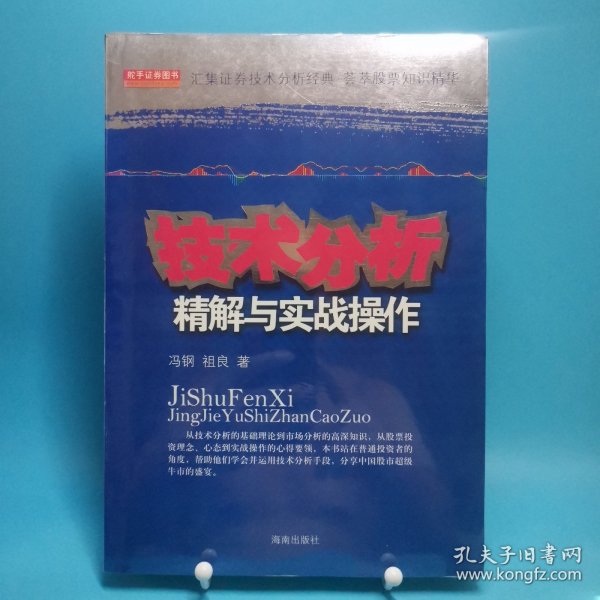 舵手证券图书
汇集证券技术分析经典 荟萃股票知识精华
技术分析
精解与实战操作
冯钢 祖良 著
JiShuFenXi
JingJieYuShiZhanCaoZuo
从技术分析的基础理论到市场分析的高深知识，从股票投
资理念、心态到实战操作的心得要领，本书站在普通投资者的
角度，帮助他们学会并运用技术分析手段，分享中国股市超级
牛市的盛宴。
海南出版社
孔夫子旧书网
www.kongfz.com